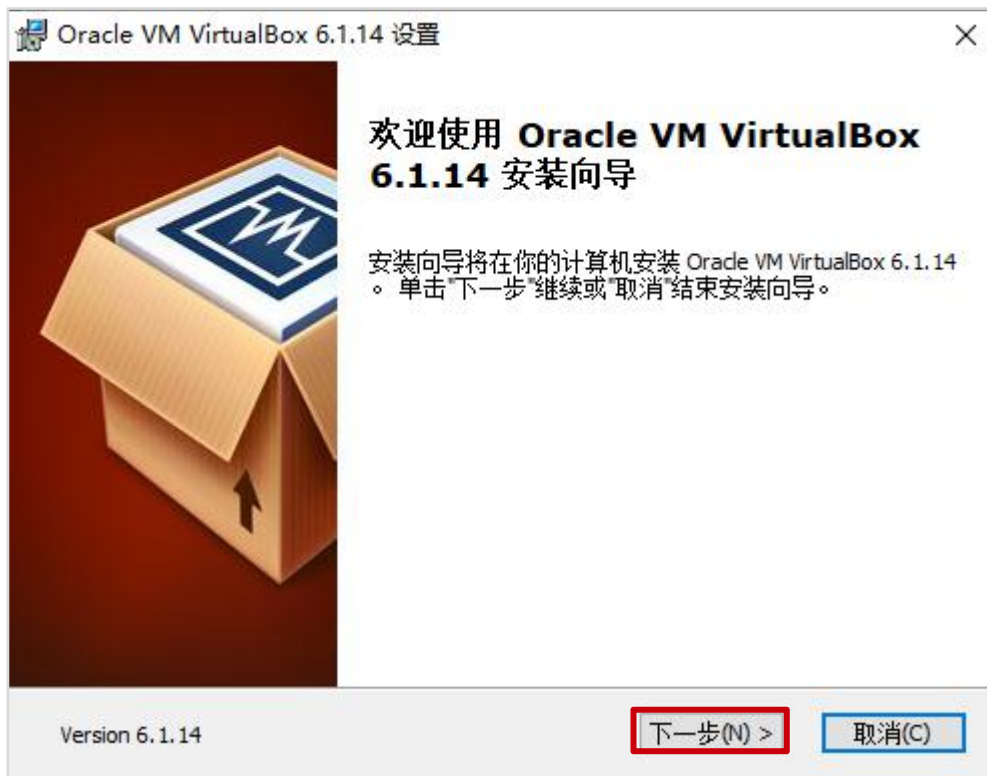 Oracle VM VirtualBox 6.1.14 设置
欢迎使用 Oracle VM VirtualBox
6.1.14 安装向导
安装向导将在你的计算机安装 Oracle VM VirtualBox 6.1.14
。单击"下一步"继续或"取消"结束安装向导。
Version 6.1.14
下一步(N) >
取消(C)